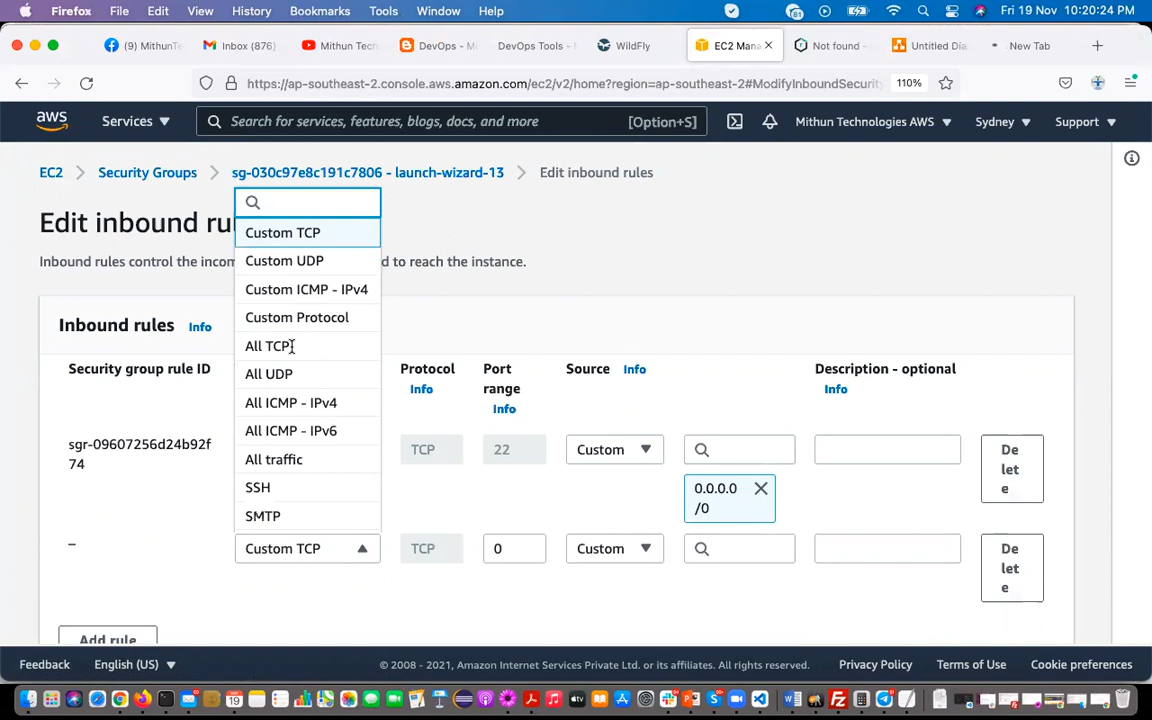 Firefox File Edit View History Bookmarks Tools Window Help Fri 19 Nov 10:20:24 PM
(9) MithunTe Inbox (876) Mithun Tech DevOps - Mi DevOps Tools - WildFly EC2 Mana Not found - Untitled Dia New Tab
https://ap-southeast-2.console.aws.amazon.com/ec2/v2/home?region=ap-southeast-2#ModifyInboundSecurity 110%
aws Services Search for services, features, blogs, docs, and more [Option+S] Mithun Technologies AWS Sydney Support
EC2 Security Groups sg-030c97e8c191c7806 - launch-wizard-13 Edit inbound rules
Edit inbound ru
Inbound rules control the incom d to reach the instance.
Custom TCP
Custom UDP
Custom ICMP - IPv4
Custom Protocol
All TCP
All UDP
All ICMP - IPv4
All ICMP - IPv6
All traffic
SSH
SMTP
Inbound rules Info
Security group rule ID Protocol Info Port range Info Source Info Description - optional Info
sgr-09607256d24b92f74 TCP 22 Custom Delete
0.0.0.0/0
– Custom TCP TCP 0 Custom Delete
Add rule
Feedback English (US) © 2008 - 2021, Amazon Internet Services Private Ltd. or its affiliates. All rights reserved. Privacy Policy Terms of Use Cookie preferences